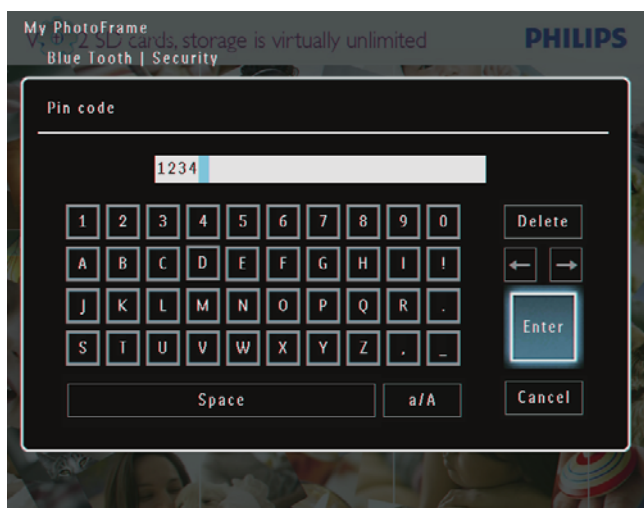 My PhotoFrame
2 SD cards, storage is virtually unlimited
PHILIPS
Blue Tooth | Security
Pin code
1234
1 2 3 4 5 6 7 8 9 0 Delete
A B C D E F G H I ! ← →
J K L M N O P Q R .
Enter
S T U V W X Y Z , _
Space a/A Cancel